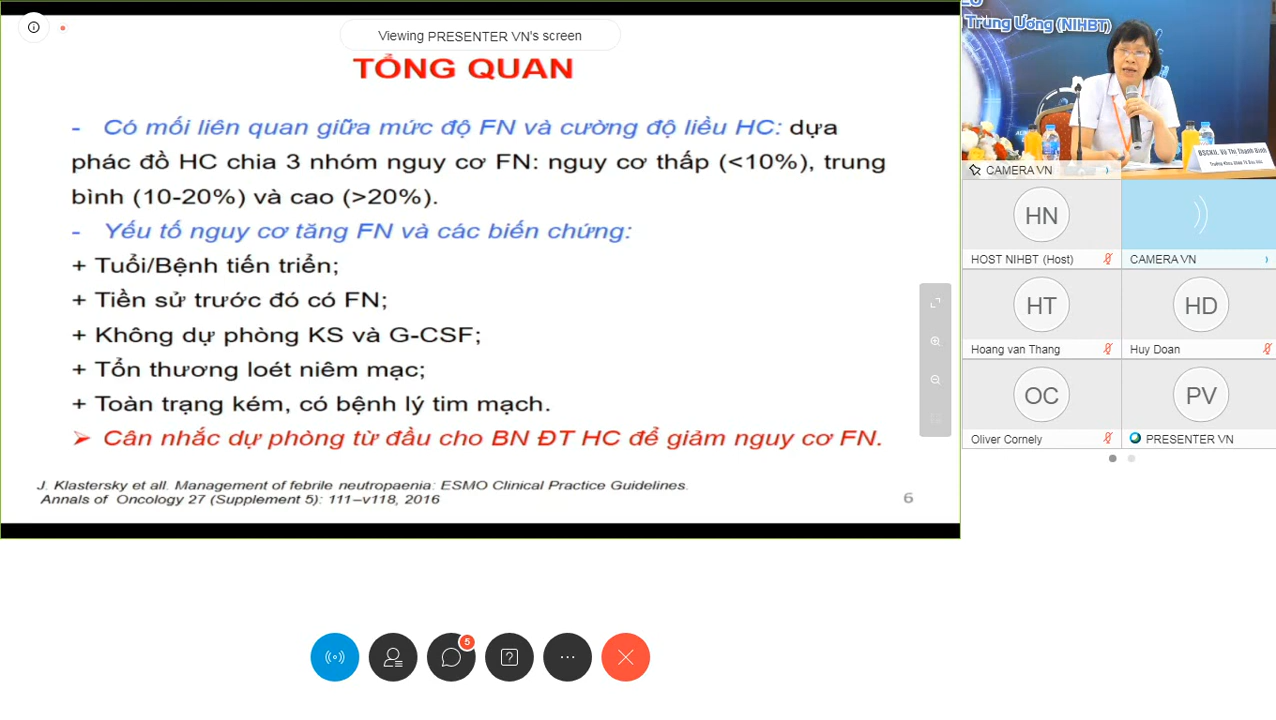 Viewing PRESENTER VN's screen
TỔNG QUAN
- Có mối liên quan giữa mức độ FN và cường độ liều HC: dựa
phác đồ HC chia 3 nhóm nguy cơ FN: nguy cơ thấp (<10%), trung
bình (10-20%) và cao (>20%).
- Yếu tố nguy cơ tăng FN và các biến chứng:
+ Tuổi/Bệnh tiến triển;
+ Tiền sử trước đó có FN;
+ Không dự phòng KS và G-CSF;
+ Tổn thương loét niêm mạc;
+ Toàn trạng kém, có bệnh lý tim mạch.
➢ Cân nhắc dự phòng từ đầu cho BN ĐT HC để giảm nguy cơ FN.
J. Klastersky et all. Management of febrile neutropaenia: ESMO Clinical Practice Guidelines.
Annals of Oncology 27 (Supplement 5): 111–v118, 2016
6
Trung Ương (NIHBT)
BSCKII. Võ Thị Thanh Bình
CAMERA VN
HN
HOST NIHBT (Host)
CAMERA VN
HT
Hoang van Thang
HD
Huy Doan
OC
Oliver Cornely
PV
PRESENTER VN
5